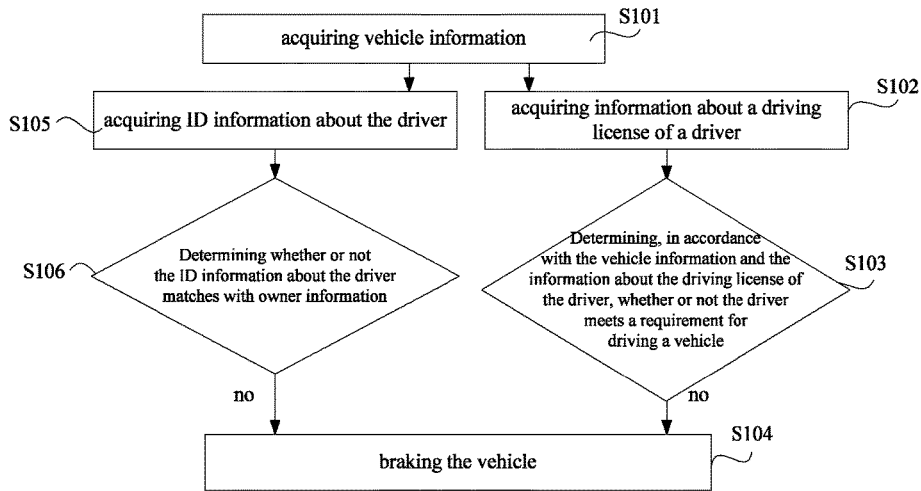 S101
acquiring vehicle information
S102
S105
acquiring ID information about the driver
acquiring information about a driving
license of a driver
S106
Determining whether or not
the ID information about the driver
matches with owner information
S103
Determining, in accordance
with the vehicle information and the
information about the driving license of
the driver, whether or not the driver
meets a requirement for
driving a vehicle
no
no
S104
braking the vehicle